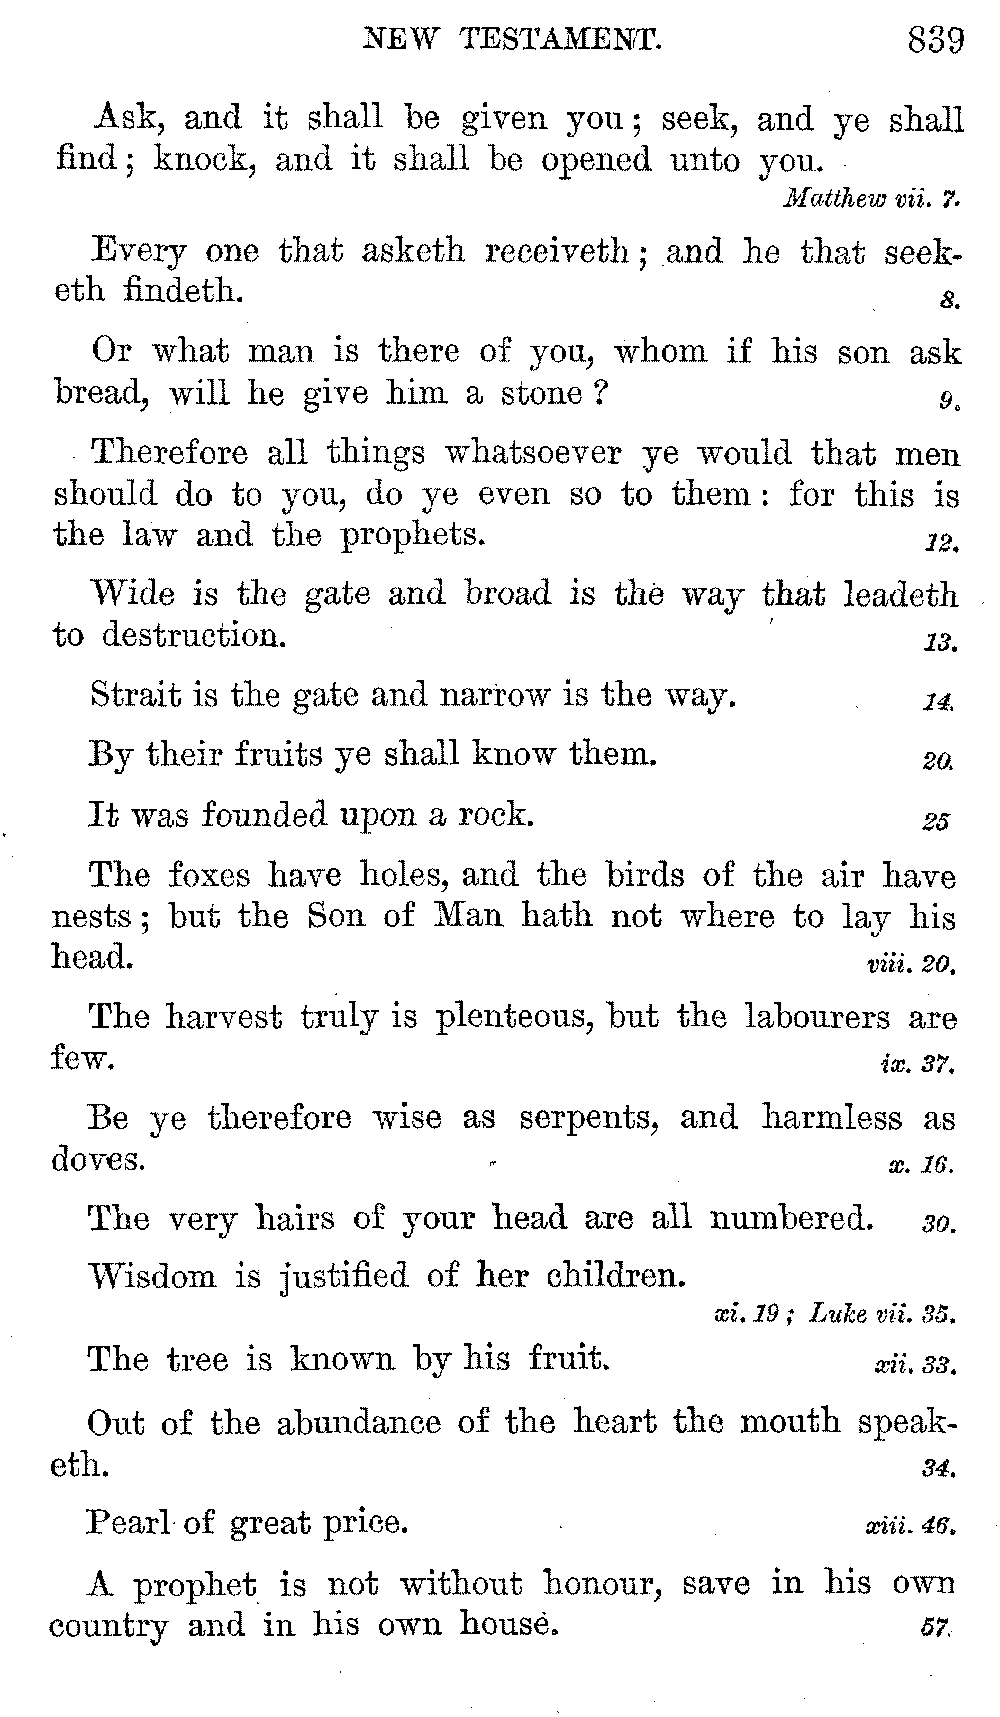 NEW TESTAMENT. 839
Ask, and it shall be given you; seek, and ye shall
find; knock, and it shall be opened unto you.
Matthew vii. 7.
Every one that asketh receiveth; and he that seek-
eth findeth. 8.
Or what man is there of you, whom if his son ask
bread, will he give him a stone? 9.
Therefore all things whatsoever ye would that men
should do to you, do ye even so to them: for this is
the law and the prophets. 12.
Wide is the gate and broad is the way that leadeth
to destruction. 13.
Strait is the gate and narrow is the way. 14.
By their fruits ye shall know them. 20.
It was founded upon a rock. 25
The foxes have holes, and the birds of the air have
nests; but the Son of Man hath not where to lay his
head. viii. 20.
The harvest truly is plenteous, but the labourers are
few. ix. 37.
Be ye therefore wise as serpents, and harmless as
doves. x. 16.
The very hairs of your head are all numbered. 30.
Wisdom is justified of her children.
xi. 19; Luke vii. 35.
The tree is known by his fruit. xii. 33.
Out of the abundance of the heart the mouth speak-
eth. 34.
Pearl of great price. xiii. 46.
A prophet is not without honour, save in his own
country and in his own house. 57.